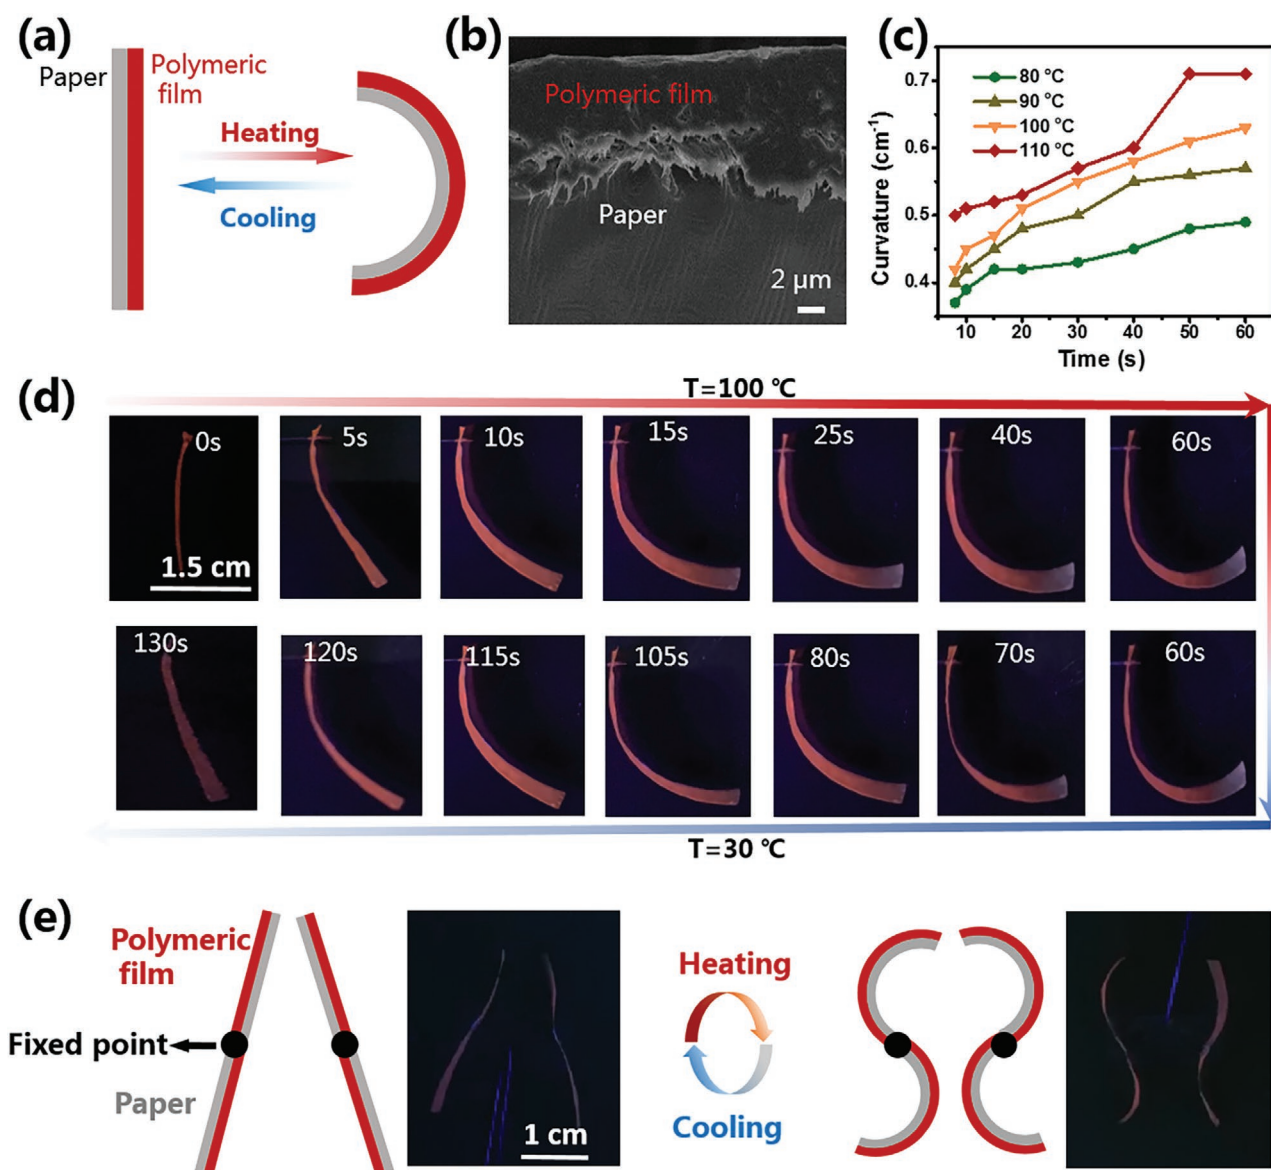 (a)
Paper
Polymeric
film
Heating
Cooling
(b)
Polymeric film
Paper
2 μm
(c)
Curvature (cm⁻¹)
0.7
0.6
0.5
0.4
80 °C
90 °C
100 °C
110 °C
10 20 30 40 50 60
Time (s)
(d)
T=100 ℃
0s 5s 10s 15s 25s 40s 60s
1.5 cm
130s 120s 115s 105s 80s 70s 60s
T=30 ℃
(e)
Polymeric
film
Fixed point
Paper
1 cm
Heating
Cooling